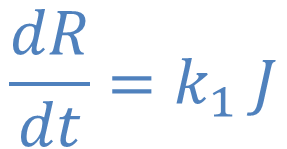 dR/dt = k₁ J